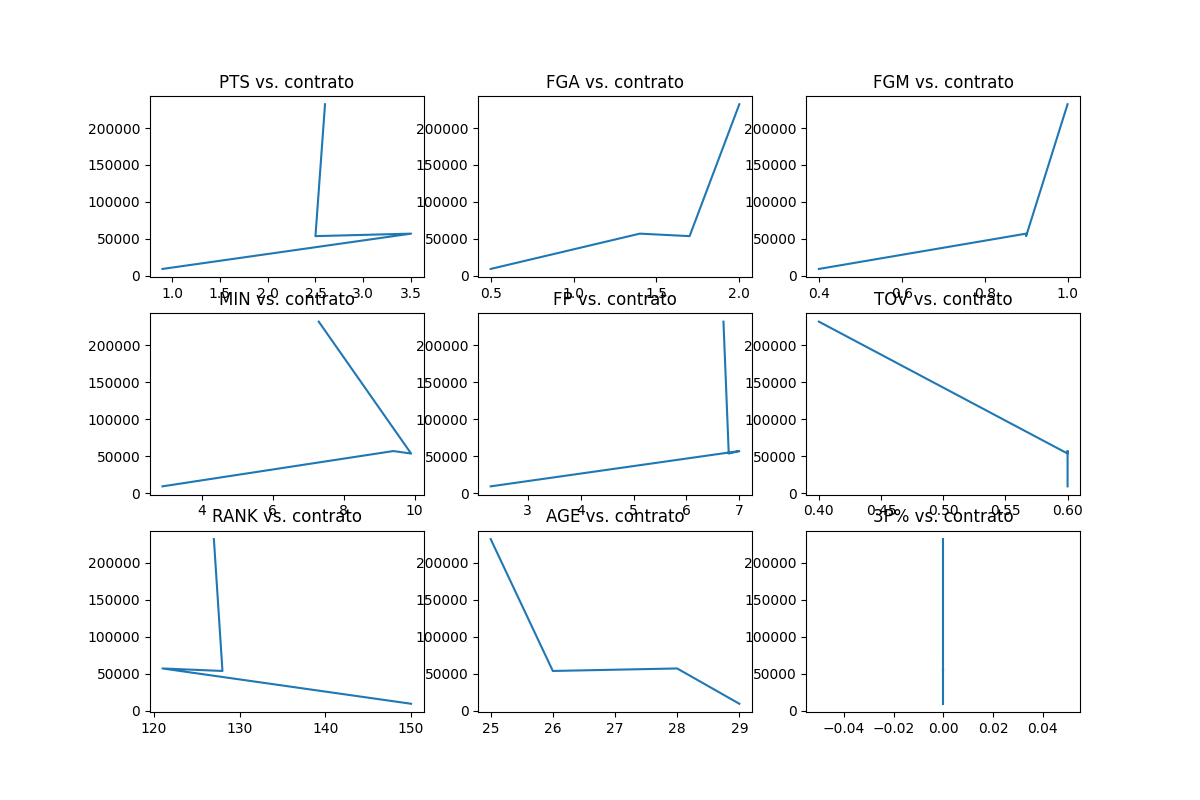 PTS vs. contrato
FGA vs. contrato
FGM vs. contrato
200000
150000
100000
50000
0
1.0 1.5 2.0 2.5 3.0 3.5
200000
150000
100000
50000
0
0.5 1.0 1.5 2.0
200000
150000
100000
50000
0
0.4 0.6 0.8 1.0
MIN vs. contrato
FP vs. contrato
TOV vs. contrato
200000
150000
100000
50000
0
4 6 8 10
200000
150000
100000
50000
0
3 4 5 6 7
200000
150000
100000
50000
0
0.40 0.45 0.50 0.55 0.60
RANK vs. contrato
AGE vs. contrato
3P% vs. contrato
200000
150000
100000
50000
0
120 130 140 150
200000
150000
100000
50000
0
25 26 27 28 29
200000
150000
100000
50000
0
−0.04 −0.02 0.00 0.02 0.04